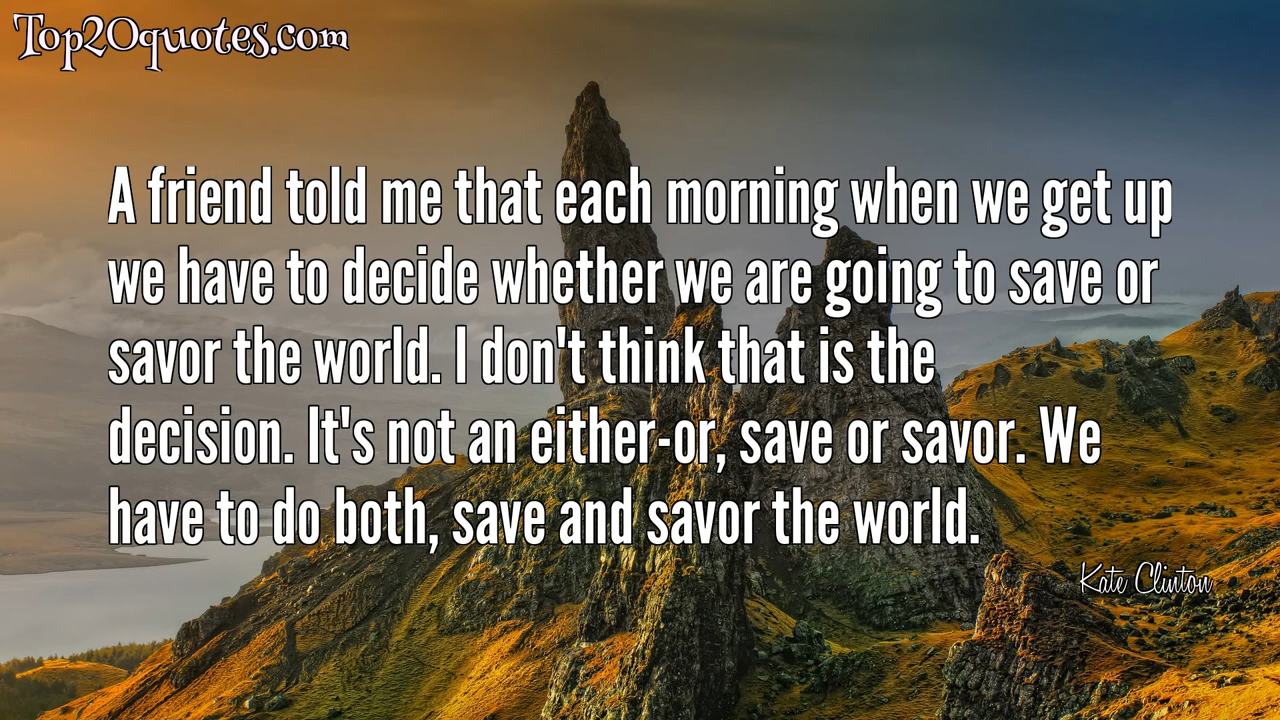 Top20quotes.com
A friend told me that each morning when we get up
we have to decide whether we are going to save or
savor the world. I don't think that is the
decision. It's not an either-or, save or savor. We
have to do both, save and savor the world.
Kate Clinton